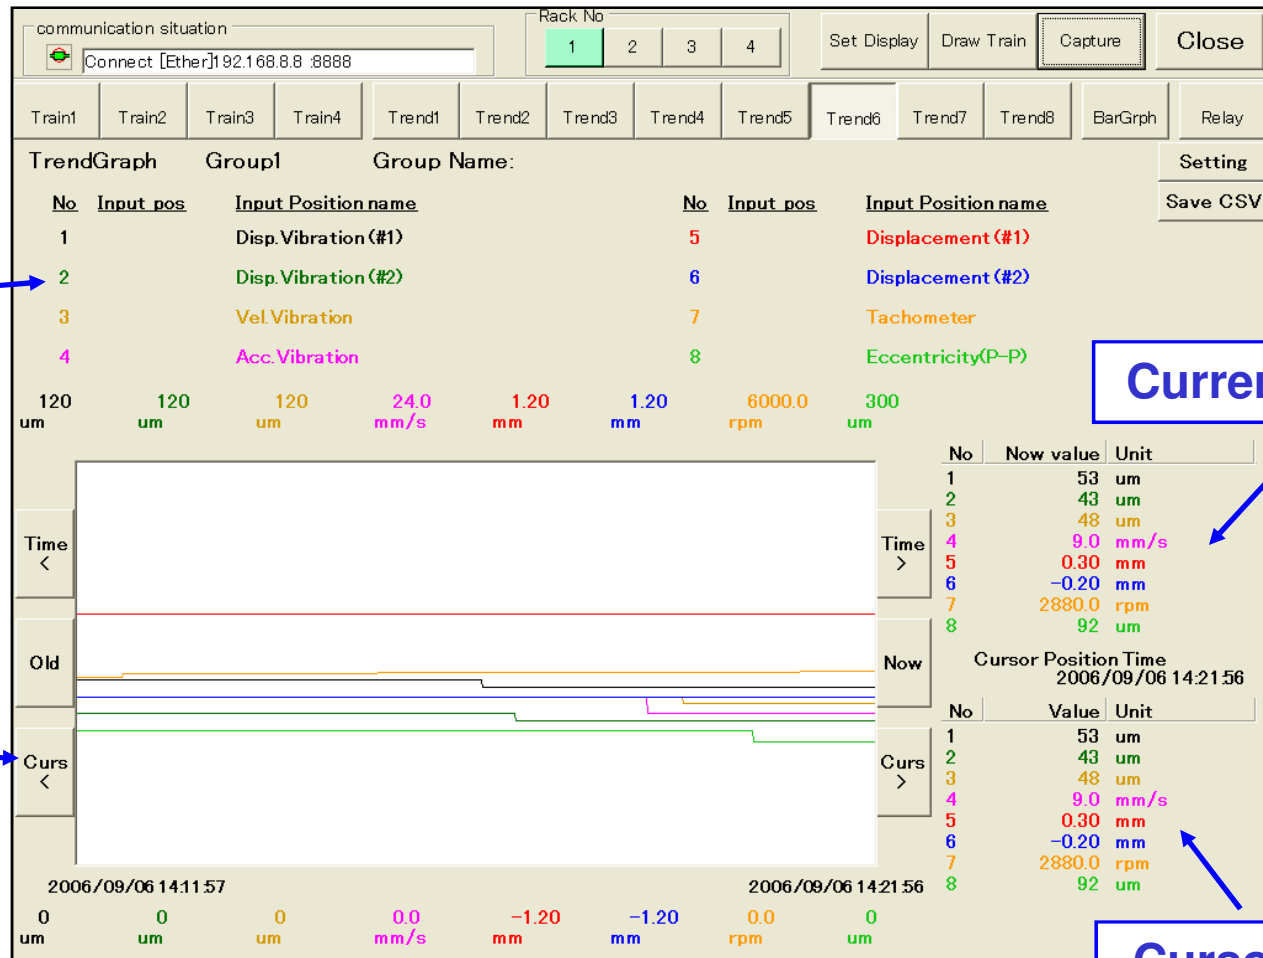 communication situation
Connect [Ether]192.168.8.8 :8888
Rack No
1 2 3 4
Set Display Draw Train Capture Close
Train1 Train2 Train3 Train4 Trend1 Trend2 Trend3 Trend4 Trend5 Trend6 Trend7 Trend8 BarGrph Relay
TrendGraph Group1 Group Name:
Setting
Save CSV
No Input pos Input Position name No Input pos Input Position name
1 Disp.Vibration(#1) 5 Displacement(#1)
2 Disp.Vibration(#2) 6 Displacement(#2)
3 Vel.Vibration 7 Tachometer
4 Acc.Vibration 8 Eccentricity(P-P)
120 120 120 24.0 1.20 1.20 6000.0 300
um um um mm/s mm mm rpm um
No Now value Unit
1 53 um
2 43 um
3 48 um
4 9.0 mm/s
5 0.30 mm
6 -0.20 mm
7 2880.0 rpm
8 92 um
Time <
Old
Curs <
Time >
Now
Curs >
Cursor Position Time
2006/09/06 14:21:56
No Value Unit
1 53 um
2 43 um
3 48 um
4 9.0 mm/s
5 0.30 mm
6 -0.20 mm
7 2880.0 rpm
8 92 um
2006/09/06 14:11:57 2006/09/06 14:21:56
0 0 0 0.0 -1.20 -1.20 0.0 0
um um um mm/s mm mm rpm um